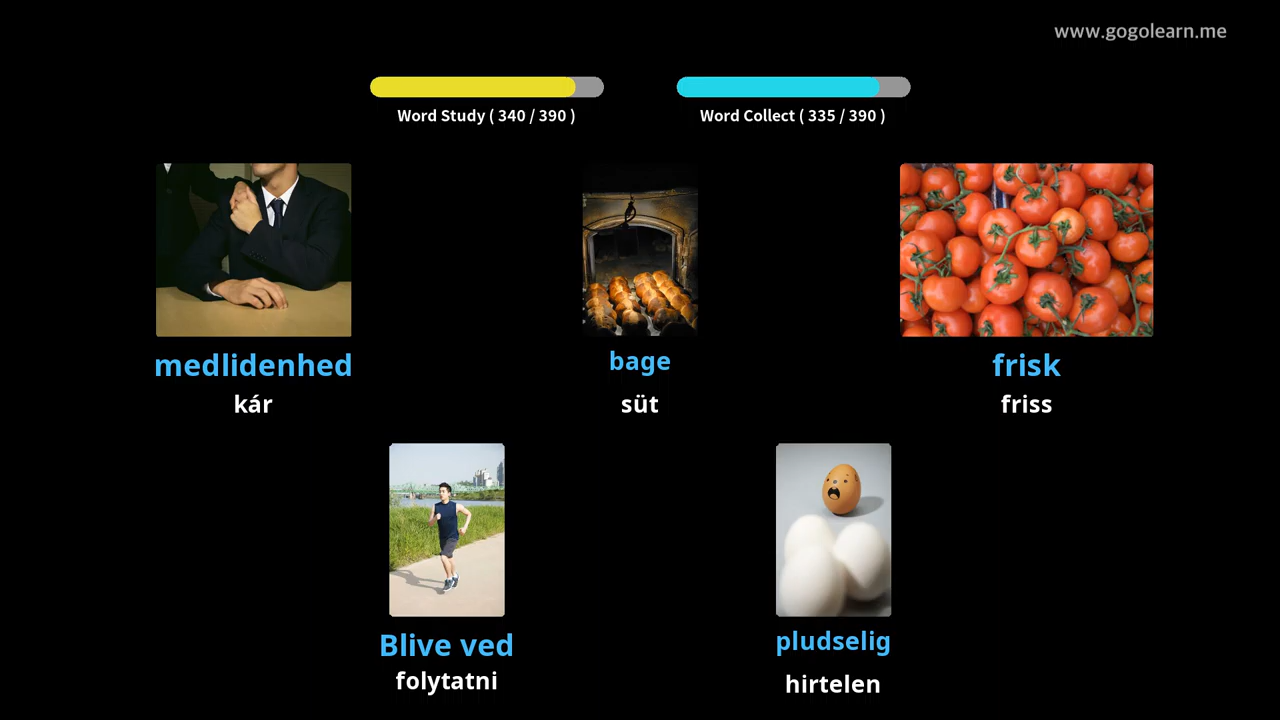 www.gogolearn.me
Word Study ( 340 / 390 )
Word Collect ( 335 / 390 )
medlidenhed
kár
bage
süt
frisk
friss
Blive ved
folytatni
pludselig
hirtelen